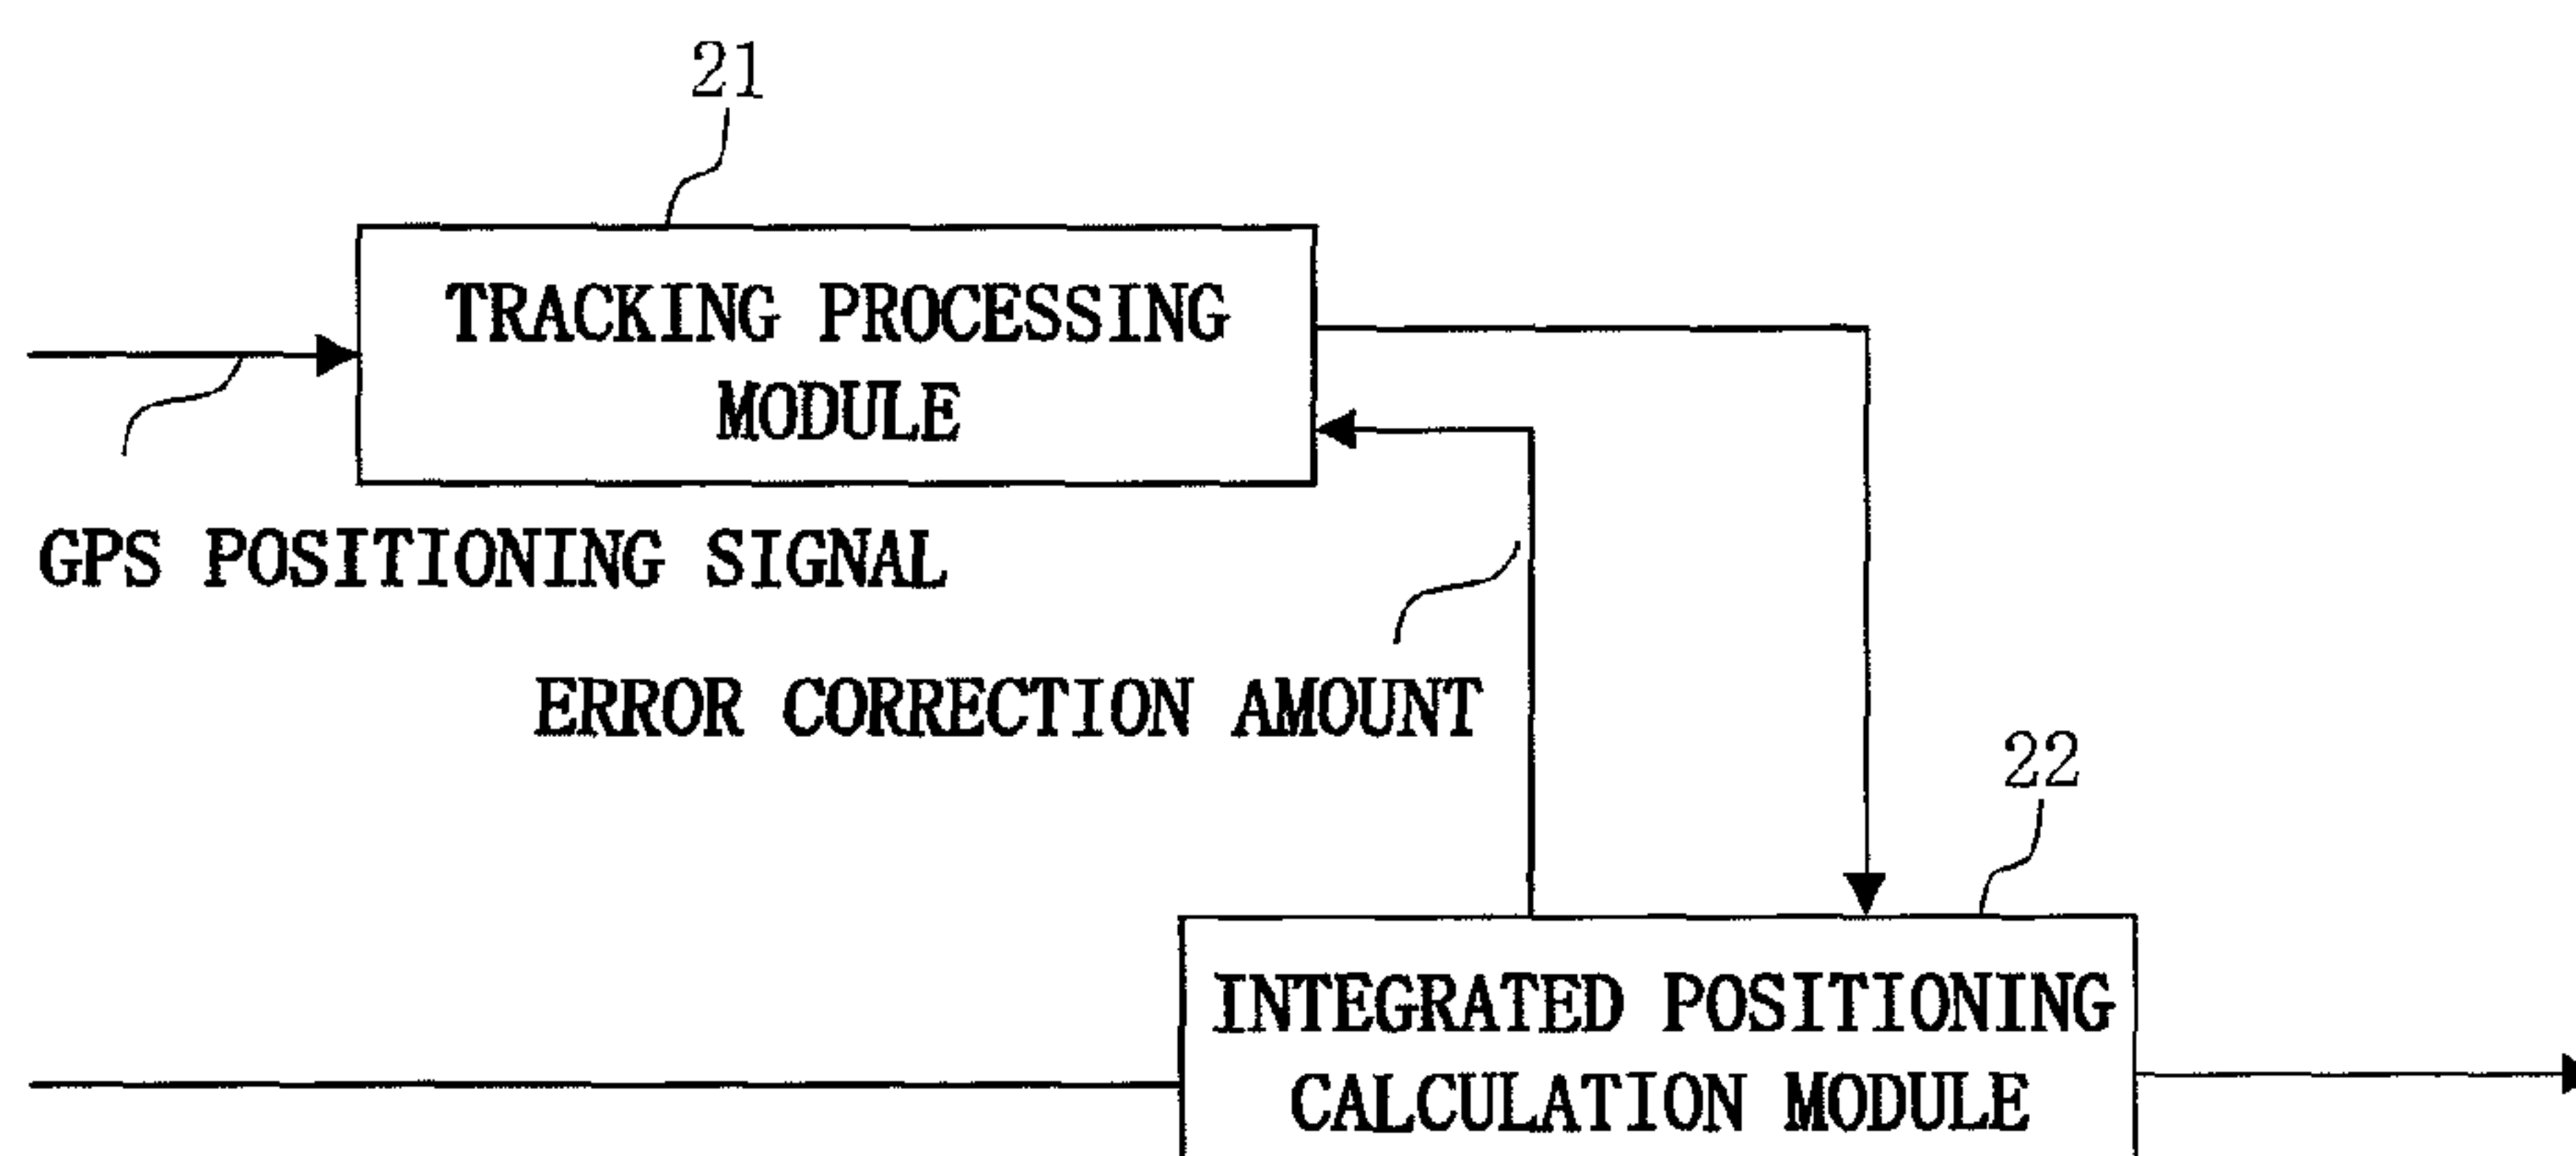 21
TRACKING PROCESSING
MODULE
GPS POSITIONING SIGNAL
ERROR CORRECTION AMOUNT
22
INTEGRATED POSITIONING
CALCULATION MODULE